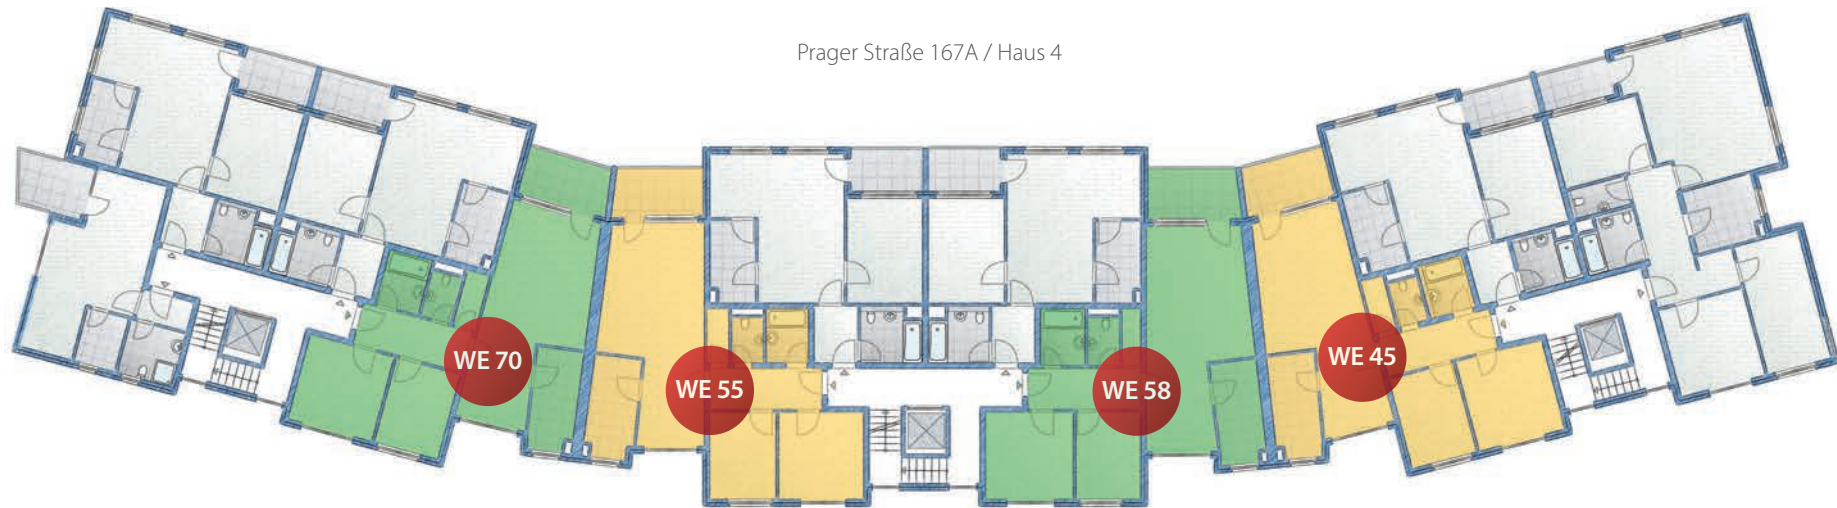 Prager Straße 167A / Haus 4
WE 70
WE 55
WE 58
WE 45